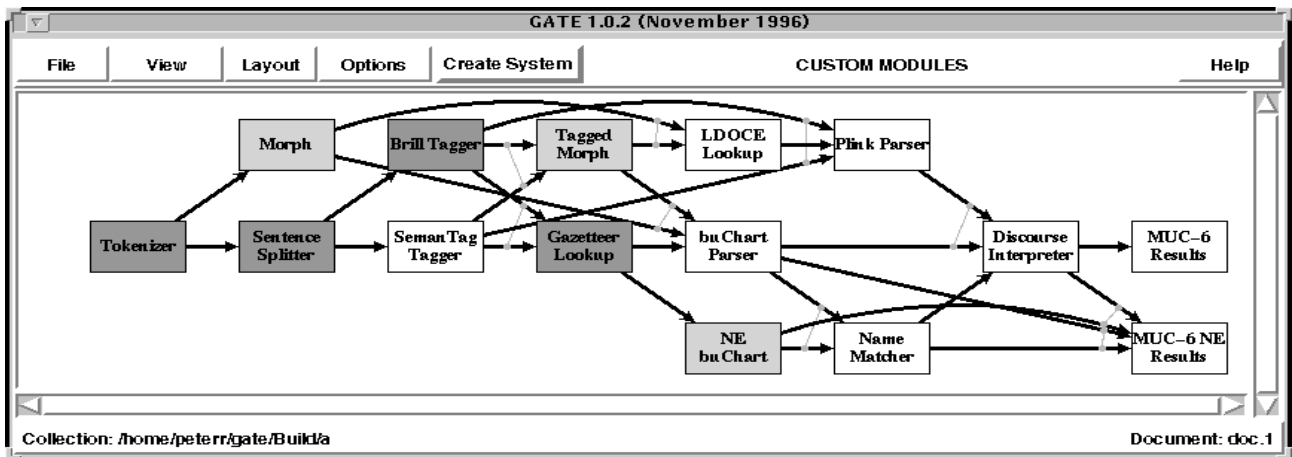 GATE 1.0.2 (November 1996)
File View Layout Options Create System CUSTOM MODULES Help
Morph
Brill Tagger
Tagged
Morph
LDOCE
Lookup
Plink Parser
Tokenizer
Sentence
Splitter
SemanTag
Tagger
Gazetteer
Lookup
buChart
Parser
Discourse
Interpreter
MUC-6
Results
NE
buChart
Name
Matcher
MUC-6 NE
Results
Collection: /home/peterr/gate/Build/a Document: doc.1